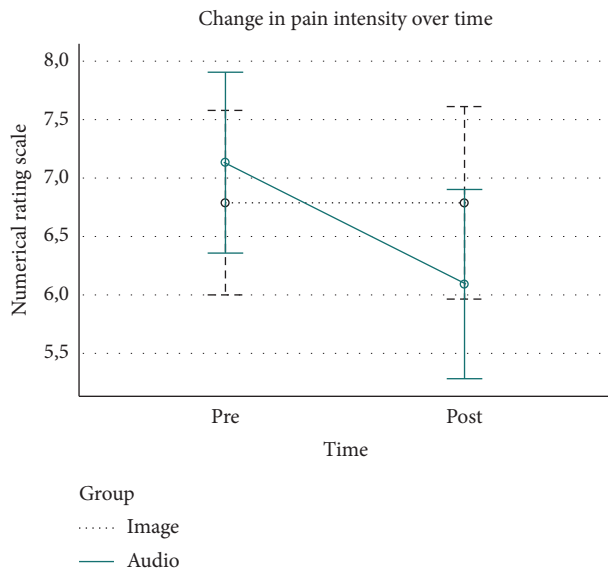 Change in pain intensity over time
Numerical rating scale
8,0
7,5
7,0
6,5
6,0
5,5
Pre
Post
Time
Group
Image
Audio